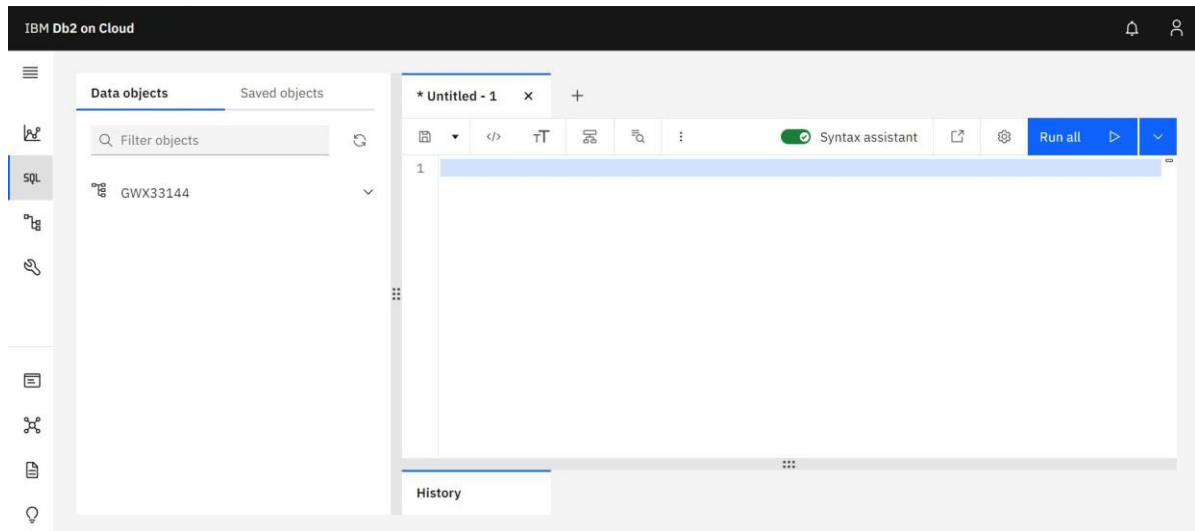 IBM Db2 on Cloud
Data objects
Saved objects
* Untitled - 1
Filter objects
Syntax assistant
Run all
SQL
GWX33144
1
History